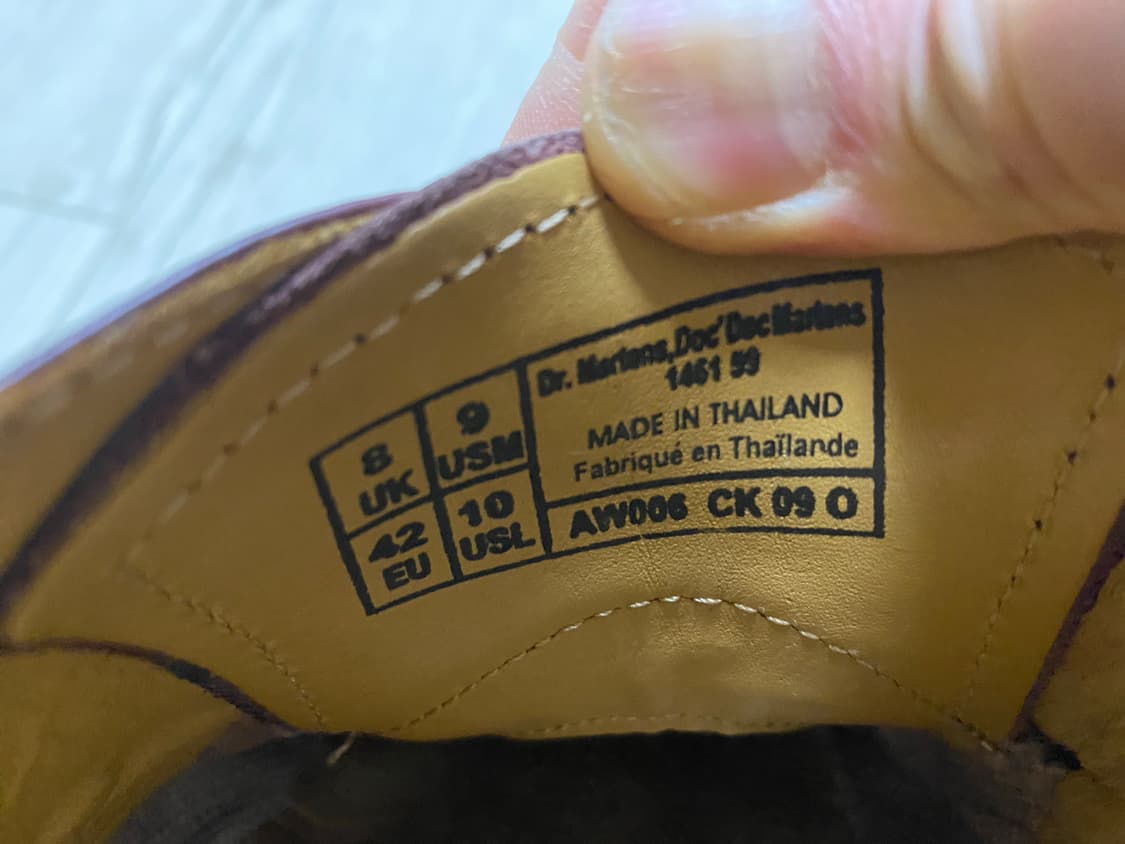 8
UK
9
USM
42
EU
10
USL
Dr. Martens, Doc' Doc Martens
1461 59
MADE IN THAILAND
Fabriqué en Thaïlande
AW006 CK 09 O